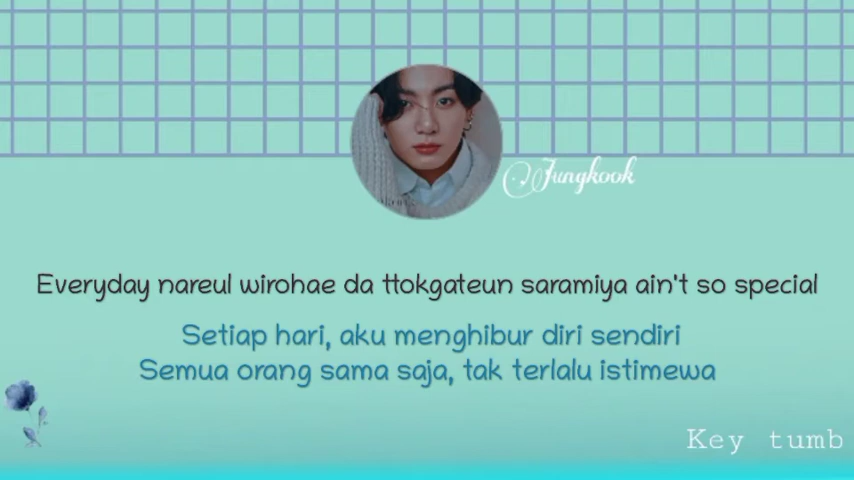 Jungkook
Everyday nareul wirohae da ttokgateun saramiya ain't so special
Setiap hari, aku menghibur diri sendiri
Semua orang sama saja, tak terlalu istimewa
Key tumb